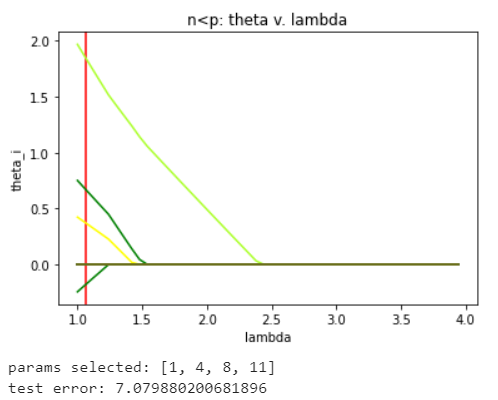 n<p: theta v. lambda
2.0
1.5
1.0
0.5
0.0
theta_i
1.0 1.5 2.0 2.5 3.0 3.5 4.0
lambda
params selected: [1, 4, 8, 11]
test error: 7.079880200681896